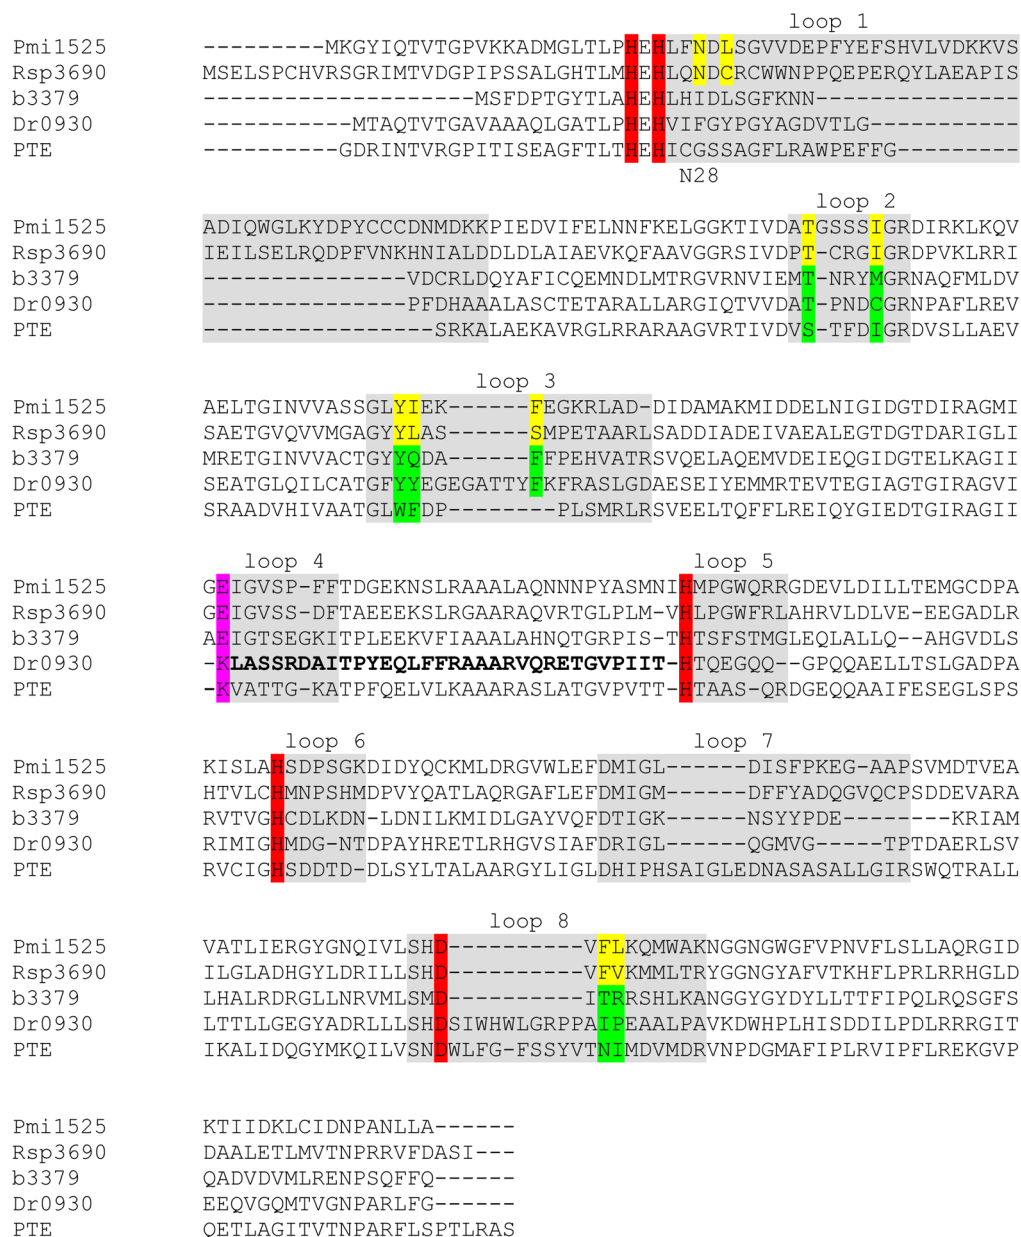 loop 1
Pmi1525 ---------MKGYIQTVTGPVKKADMGLTLPHEHLFNDLSGVVDEPFYEFSHVLVDKKVS
Rsp3690 MSELSPCHVRSGRIMTVDGPIPSSALGHTLMHEHLQNDCRCWWNPPQEPERQYLAEAPIS
b3379 --------------------MSFDPTGYTLAHEHLHIDLSGFKNN---------------
Dr0930 -----------MTAQTVTGAVAAAQLGATLPHEHVIFGYPGYAGDVTLG-----------
PTE ----------GDRINTVRGPITISEAGFTLTHEHICGSSAGFLRAWPEFFG---------
N28
loop 2
Pmi1525 ADIQWGLKYDPYCCCDNMDKKPIEDVIFELNNFKELGGKTIVDATGSSSIGRDIRKLKQV
Rsp3690 IEILSELRQDPFVNKHNIALDDLDLAIAEVKQFAAVGGRSIVDPT-CRGIGRDPVKLRRI
b3379 ---------------VDCRLDQYAFICQEMNDLMTRGVRNVIEMT-NRYMGRNAQFMLDV
Dr0930 ---------------PFDHAAALASCTETARALLARGIQTVVDAT-PNDCGRNPAFLREV
PTE -----------------SRKALAEKAVRGLRRARAAGVRTIVDVS-TFDIGRDVSLLAEV
loop 3
Pmi1525 AELTGINVVASSGLYIEK------FEGKRLAD-DIDAMAKMIDDELNIGIDGTDIRAGMI
Rsp3690 SAETGVQVVMGAGYYLAS------SMPETAARLSADDIADEIVAEALEGTDGTDARIGLI
b3379 MRETGINVVACTGYYQDA------FFPEHVATRSVQELAQEMVDEIEQGIDGTELKAGII
Dr0930 SEATGLQILCATGFYYEGEGATTYFKFRASLGDAESEIYEMMRTEVTEGIAGTGIRAGVI
PTE SRAADVHIVAATGLWFDP--------PLSMRLRSVEELTQFFLREIQYGIEDTGIRAGII
loop 4 loop 5
Pmi1525 GEIGVSP-FFTDGEKNSLRAAALAQNNNPYASMNIHMPGWQRRGDEVLDILLTEMGCDPA
Rsp3690 GEIGVSS-DFTAEEEKSLRGAARAQVRTGLPLM-VHLPGWFRLAHRVLDLVE-EEGADLR
b3379 AEIGTSEGKITPLEEKVFIAAALAHNQTGRPIS-THTSFSTMGLEQLALLQ--AHGVDLS
Dr0930 -KLASSRDAITPYEQLFFRAAARVQRETGVPIIT-HTQEGQQ-GPQQAELLTSLGADPA
PTE -KVATTG-KATPFQELVLKAAARASLATGVPVTT-HTAAS-QRDGEQQAAIFESEGLSPS
loop 6 loop 7
Pmi1525 KISLAHSDPSGKDIDYQCKMLDRGVWLEFDMIGL------DISFPKEG-AAPSVMDTVEA
Rsp3690 HTVLCHMNPSHMDPVYQATLAQRGAFLEFDMIGM------DFFYADQGVQCPSDDEVARA
b3379 RVTVGHCDLKDN-LDNILKMIDLGAYVQFDTIGK------NSYYPDE--------KRIAM
Dr0930 RIMIGHMDG-NTDPAYHRETLRHGVSIAFDRIGL------QGMVG-----TPTDAERLSV
PTE RVCIGHSDDTD-DLSYLTALAARGYLIGLDHIPHSAIGLEDNASASALLGIRSWQTRALL
loop 8
Pmi1525 VATLIERGYGNQIVLSHD----------VFLKQMWAKNGGNGWGFVPNVFLSLLAQRGID
Rsp3690 ILGLADHGYLDRILLSHD----------VFVKMMLTRYGGNGYAFVTKHFLPRLRRHGLD
b3379 LHALRDRGLLNRVMLSMD----------ITRRSHLKANGGYGYDYLLTTFIPQLRQSGFS
Dr0930 LTTLLGEGYADRLLLSHDSIWHWLGRPPAIPEAALPAVKDWHPLHISDDILPDLRRRGIT
PTE IKALIDQGYMKQILVSNDWLFG-FSSYVTNIMDVMDRVNPDGMAFIPLRVIPFLREKGVP
Pmi1525 KTIIDKLCIDNPANLLA------
Rsp3690 DAALETLMVTNPRRVFDASI---
b3379 QADVDVMLRENPSQFFQ------
Dr0930 EEQVGQMTVGNPARLFG------
PTE QETLAGITVTNPARFLSPTLRAS